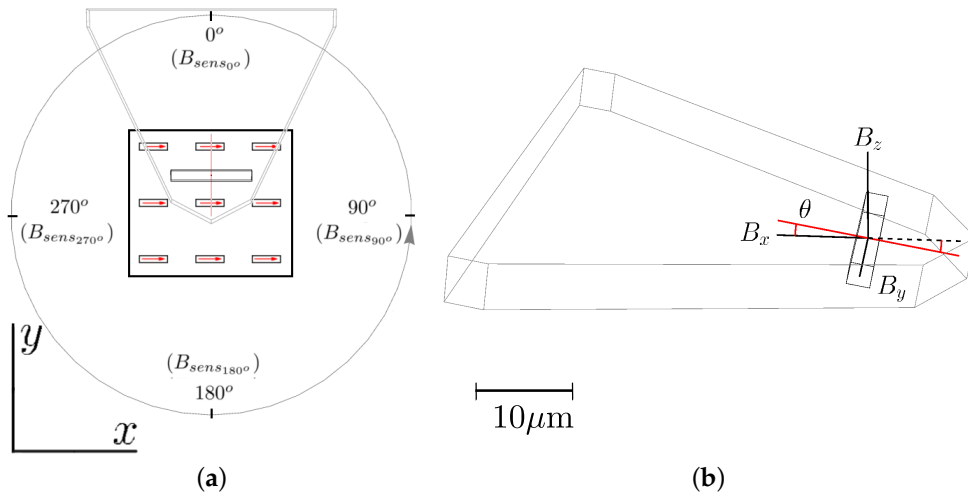 0°
(B_{sens_{0°}})
270°
(B_{sens_{270°}})
90°
(B_{sens_{90°}})
(B_{sens_{180°}})
180°
y
x
(a)
B_z
θ
B_x
B_y
10μm
(b)